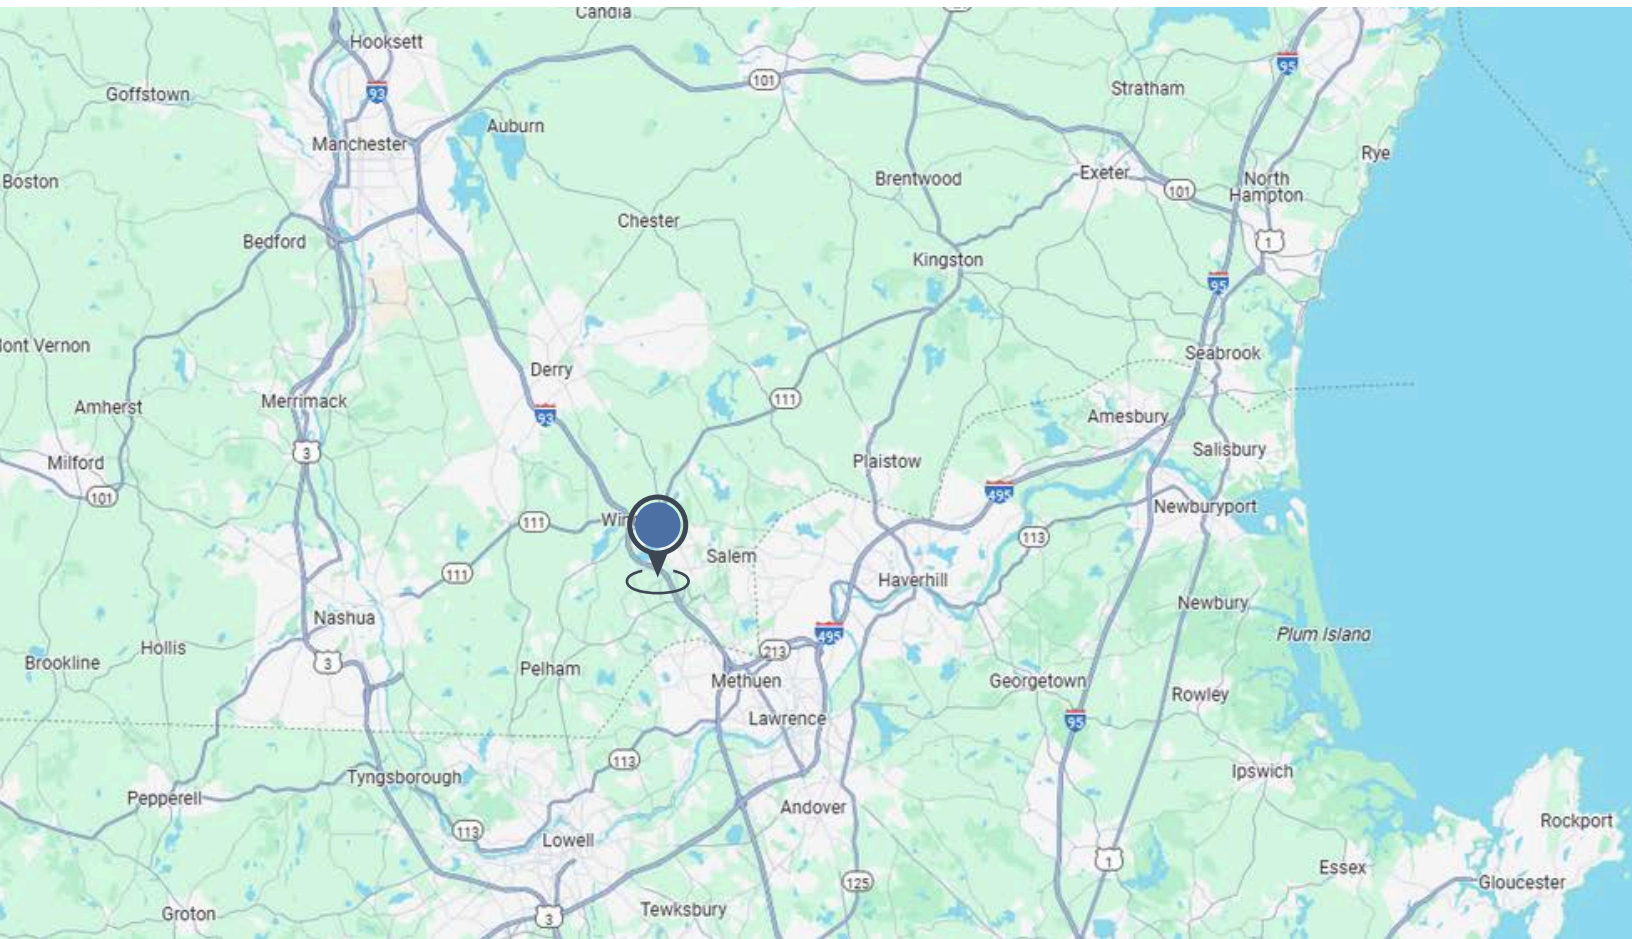 Candia
Hooksett
93
95
101
Goffstown
Stratham
Auburn
Manchester
Rye
Boston
Brentwood
Exeter
North
Hampton
101
Chester
Bedford
1
Kingston
95
ont Vernon
Seabrook
Derry
Amherst
Merrimack
111
93
Amesbury
3
Milford
Plaistow
Salisbury
101
495
Newburyport
111
Win
113
Salem
111
Haverhill
Nashua
Newbury
495
Plum Island
Hollis
213
Brookline
3
Pelham
Methuen
Georgetown
Rowley
Lawrence
95
113
Tyngsborough
Ipswich
Pepperell
Andover
Rockport
113
Lowell
1
Essex
125
Gloucester
Groton
3
Tewksbury